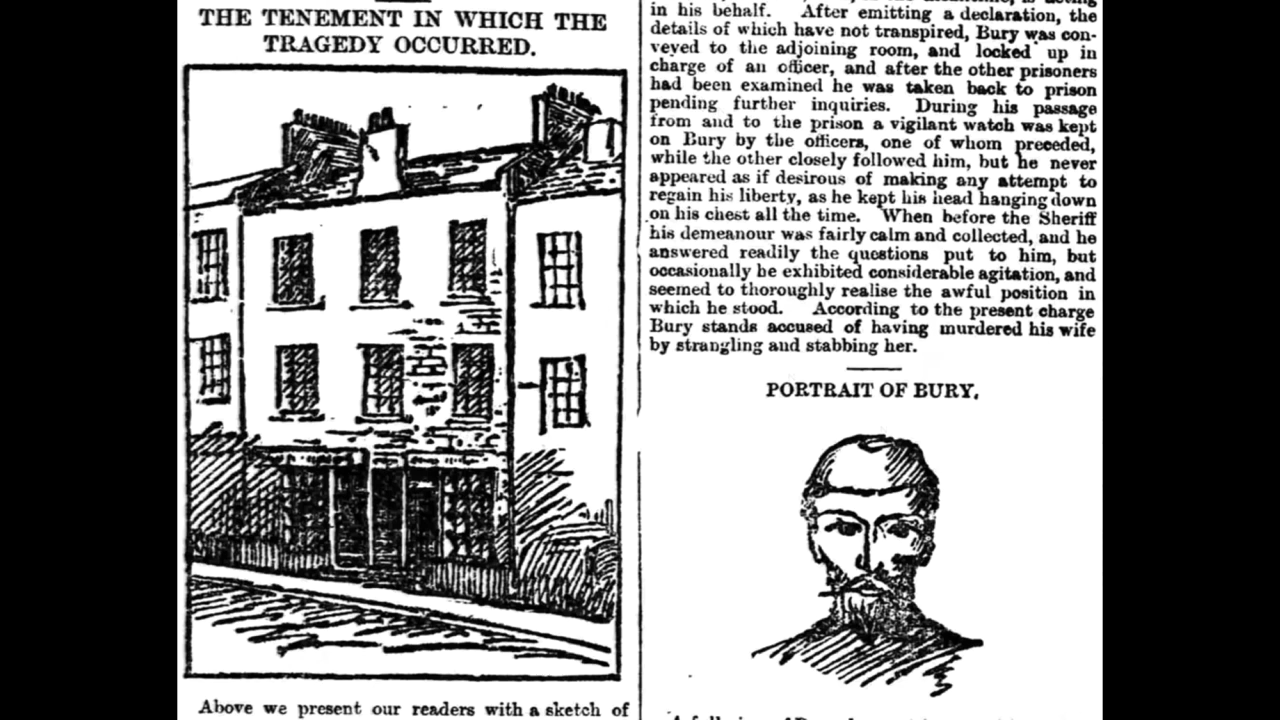 THE TENEMENT IN WHICH THE
TRAGEDY OCCURRED.
Above we present our readers with a sketch of
in his behalf. After emitting a declaration, the
details of which have not transpired, Bury was con-
veyed to the adjoining room, and locked up in
charge of an officer, and after the other prisoners
had been examined he was taken back to prison
pending further inquiries. During his passage
from and to the prison a vigilant watch was kept
on Bury by the officers, one of whom preceded,
while the other closely followed him, but he never
appeared as if desirous of making any attempt to
regain his liberty, as he kept his head hanging down
on his chest all the time. When before the Sheriff
his demeanour was fairly calm and collected, and he
answered readily the questions put to him, but
occasionally he exhibited considerable agitation, and
seemed to thoroughly realise the awful position in
which he stood. According to the present charge
Bury stands accused of having murdered his wife
by strangling and stabbing her.
PORTRAIT OF BURY.